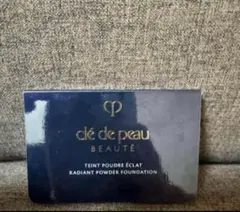 clé de peau
BEAUTÉ
TEINT POUDRE ÉCLAT
RADIANT POWDER FOUNDATION